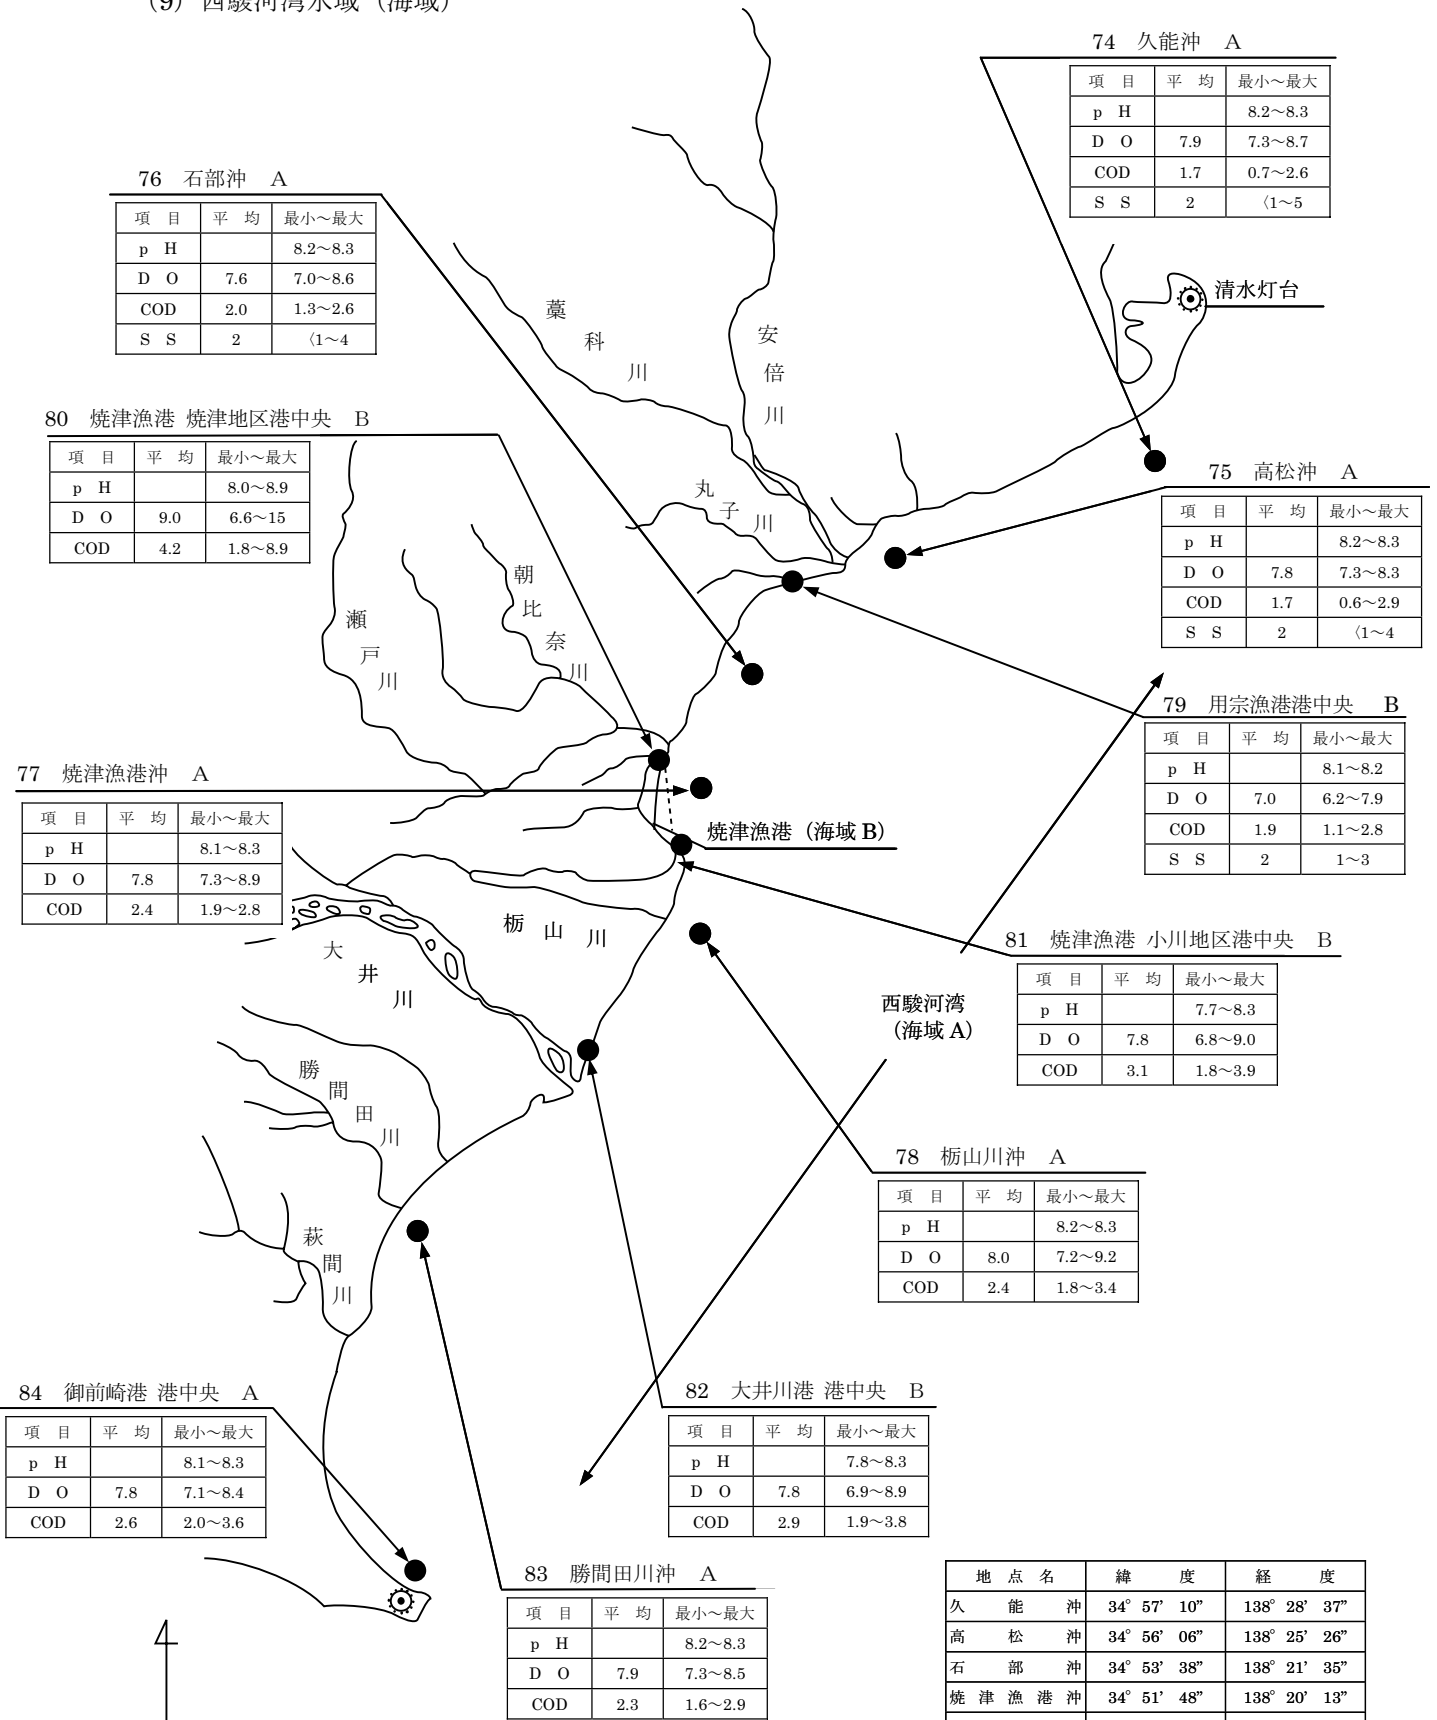 （9）西駿河湾水域（海域）
74 久能沖 A
項 目 平 均 最小～最大
p H 8.2～8.3
D O 7.9 7.3～8.7
COD 1.7 0.7～2.6
S S 2 〈1～5
清水灯台
76 石部沖 A
項 目 平 均 最小～最大
p H 8.2～8.3
D O 7.6 7.0～8.6
COD 2.0 1.3～2.6
S S 2 〈1～4
藁科川
安倍川
80 焼津漁港 焼津地区港中央 B
項 目 平 均 最小～最大
p H 8.0～8.9
D O 9.0 6.6～15
COD 4.2 1.8～8.9
丸子川
75 高松沖 A
項 目 平 均 最小～最大
p H 8.2～8.3
D O 7.8 7.3～8.3
COD 1.7 0.6～2.9
S S 2 〈1～4
朝比奈川
瀬戸川
79 用宗漁港港中央 B
項 目 平 均 最小～最大
p H 8.1～8.2
D O 7.0 6.2～7.9
COD 1.9 1.1～2.8
S S 2 1～3
77 焼津漁港沖 A
項 目 平 均 最小～最大
p H 8.1～8.3
D O 7.8 7.3～8.9
COD 2.4 1.9～2.8
焼津漁港（海域 B）
栃山川
大井川
81 焼津漁港 小川地区港中央 B
項 目 平 均 最小～最大
p H 7.7～8.3
D O 7.8 6.8～9.0
COD 3.1 1.8～3.9
西駿河湾
（海域 A）
勝間田川
78 栃山川沖 A
項 目 平 均 最小～最大
p H 8.2～8.3
D O 8.0 7.2～9.2
COD 2.4 1.8～3.4
萩間川
84 御前崎港 港中央 A
項 目 平 均 最小～最大
p H 8.1～8.3
D O 7.8 7.1～8.4
COD 2.6 2.0～3.6
82 大井川港 港中央 B
項 目 平 均 最小～最大
p H 7.8～8.3
D O 7.8 6.9～8.9
COD 2.9 1.9～3.8
83 勝間田川沖 A
項 目 平 均 最小～最大
p H 8.2～8.3
D O 7.9 7.3～8.5
COD 2.3 1.6～2.9
地 点 名 緯 度 経 度
久 能 沖 34° 57’ 10” 138° 28’ 37”
高 松 沖 34° 56’ 06” 138° 25’ 26”
石 部 沖 34° 53’ 38” 138° 21’ 35”
焼 津 漁 港 沖 34° 51’ 48” 138° 20’ 13”